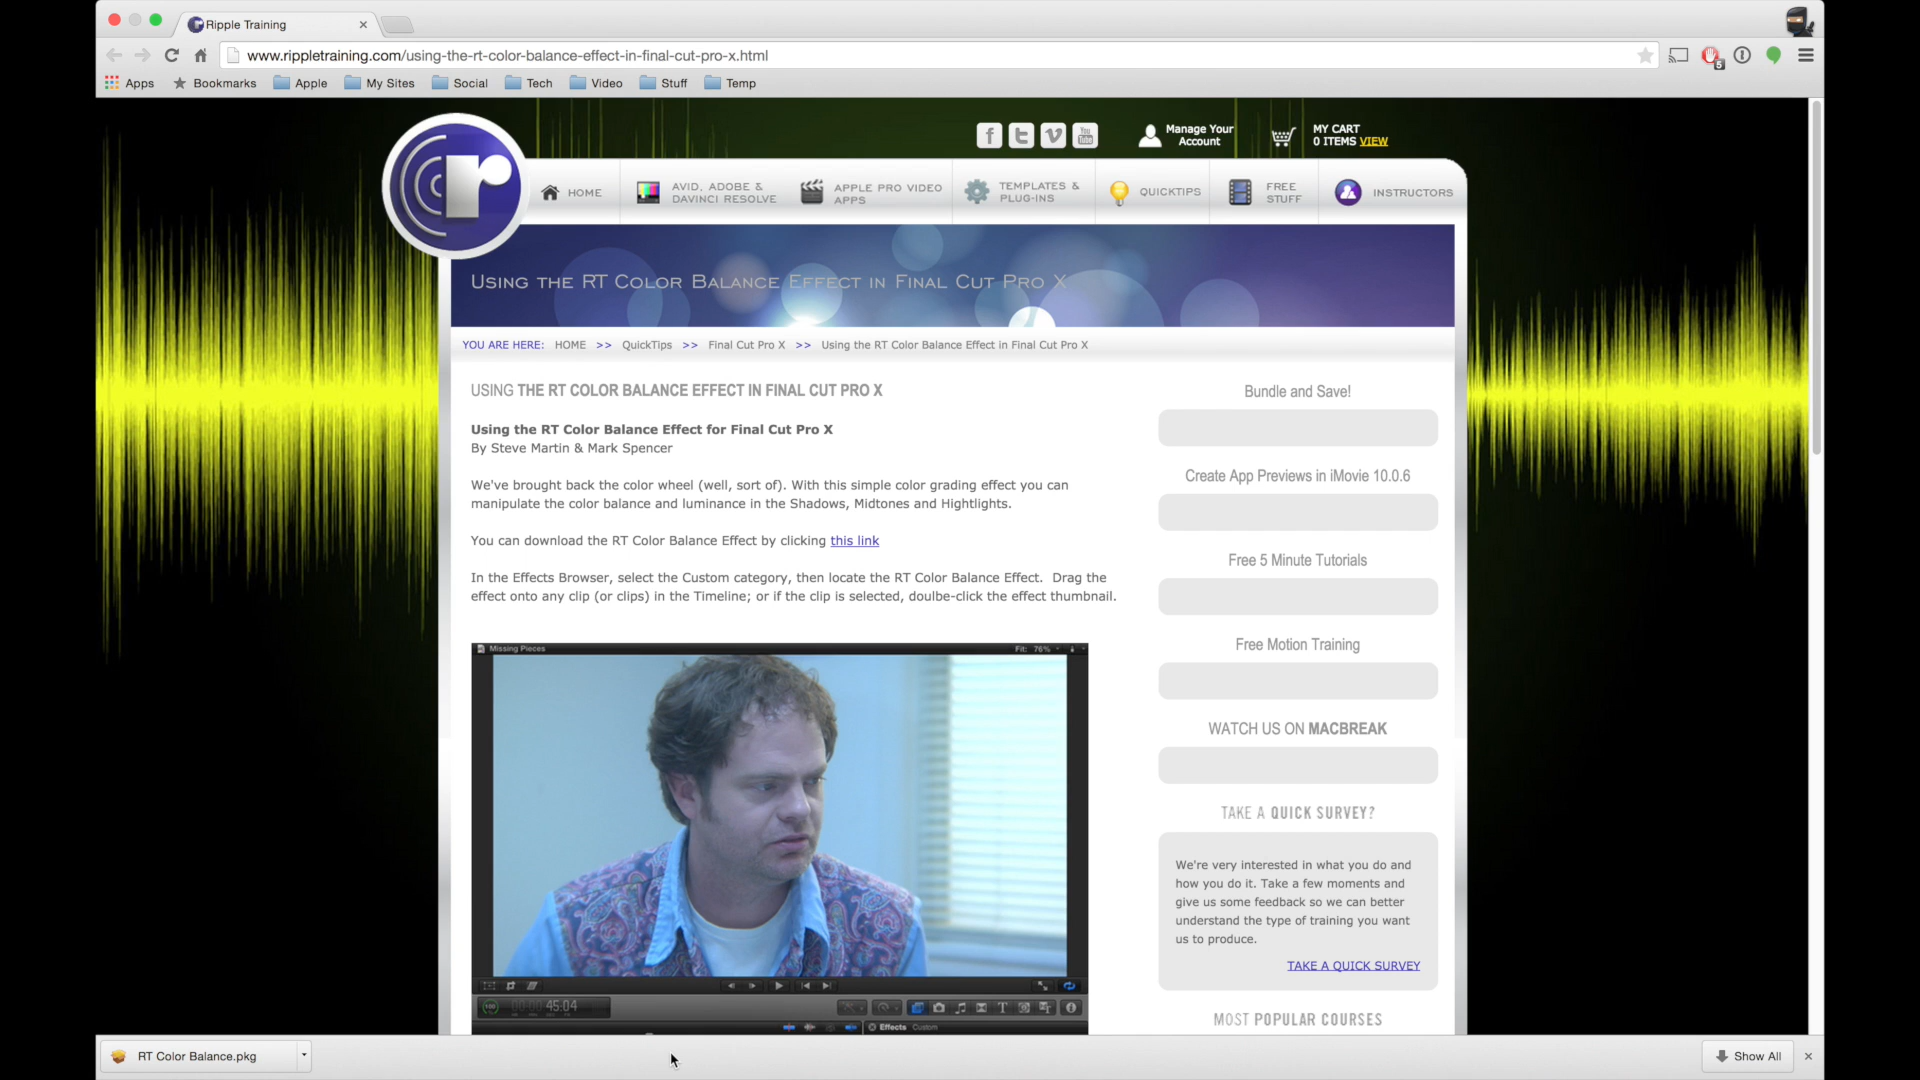 Ripple Training
www.rippletraining.com/using-the-rt-color-balance-effect-in-final-cut-pro-x.html
5
Apps Bookmarks Apple My Sites Social Tech Video Stuff Temp
r
f t v You Tube
Manage Your
Account
MY CART
0 ITEMS VIEW
HOME
AVID, ADOBE &
DAVINCI RESOLVE
APPLE PRO VIDEO
APPS
TEMPLATES &
PLUG-INS
QUICKTIPS
FREE
STUFF
INSTRUCTORS
USING THE RT COLOR BALANCE EFFECT IN FINAL CUT PRO X
YOU ARE HERE: HOME >> QuickTips >> Final Cut Pro X >> Using the RT Color Balance Effect in Final Cut Pro X
USING THE RT COLOR BALANCE EFFECT IN FINAL CUT PRO X
Using the RT Color Balance Effect for Final Cut Pro X
By Steve Martin & Mark Spencer
We've brought back the color wheel (well, sort of). With this simple color grading effect you can
manipulate the color balance and luminance in the Shadows, Midtones and Hightlights.
You can download the RT Color Balance Effect by clicking this link
In the Effects Browser, select the Custom category, then locate the RT Color Balance Effect. Drag the
effect onto any clip (or clips) in the Timeline; or if the clip is selected, doulbe-click the effect thumbnail.
Missing Pieces
Fit: 76%
100
45:04
T
Effects Custom
Bundle and Save!
Create App Previews in iMovie 10.0.6
Free 5 Minute Tutorials
Free Motion Training
WATCH US ON MACBREAK
TAKE A QUICK SURVEY?
We're very interested in what you do and
how you do it. Take a few moments and
give us some feedback so we can better
understand the type of training you want
us to produce.
TAKE A QUICK SURVEY
MOST POPULAR COURSES
RT Color Balance.pkg
Show All